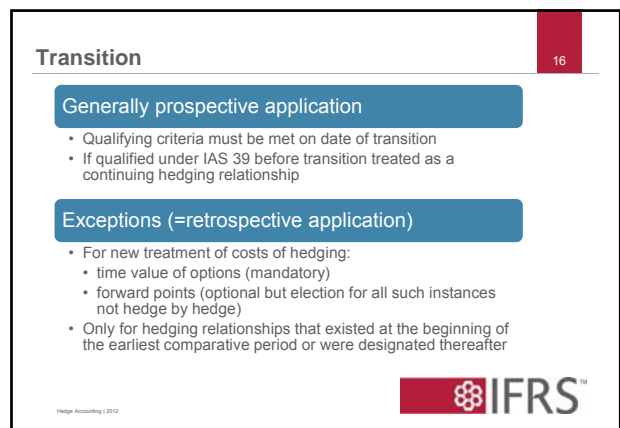 Transition
16
Generally prospective application
• Qualifying criteria must be met on date of transition
• If qualified under IAS 39 before transition treated as a
continuing hedging relationship
Exceptions (=retrospective application)
• For new treatment of costs of hedging:
• time value of options (mandatory)
• forward points (optional but election for all such instances
not hedge by hedge)
• Only for hedging relationships that existed at the beginning of
the earliest comparative period or were designated thereafter
Hedge Accounting | 2012
IFRS™